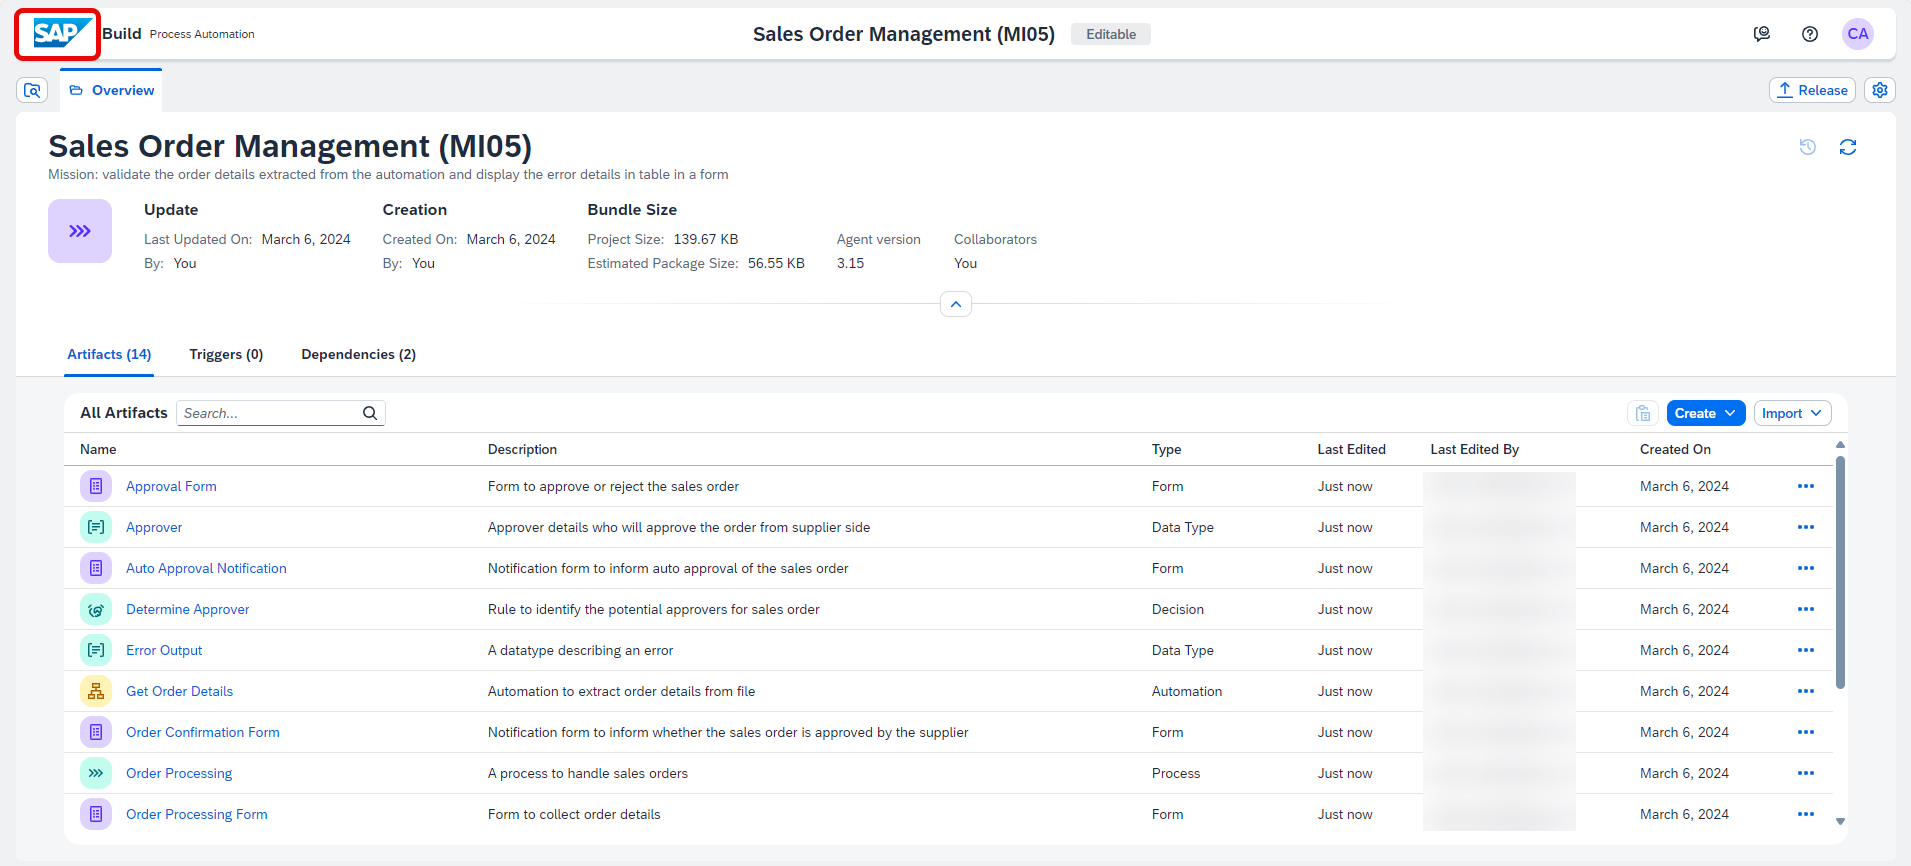 SAP Build Process Automation
Sales Order Management (MI05) Editable
CA
Overview
Release
Sales Order Management (MI05)
Mission: validate the order details extracted from the automation and display the error details in table in a form
Update Creation Bundle Size
Last Updated On: March 6, 2024 Created On: March 6, 2024 Project Size: 139.67 KB Agent version Collaborators
By: You By: You Estimated Package Size: 56.55 KB 3.15 You
Artifacts (14) Triggers (0) Dependencies (2)
All Artifacts Search... Create Import
Name Description Type Last Edited Last Edited By Created On
Approval Form Form to approve or reject the sales order Form Just now March 6, 2024
Approver Approver details who will approve the order from supplier side Data Type Just now March 6, 2024
Auto Approval Notification Notification form to inform auto approval of the sales order Form Just now March 6, 2024
Determine Approver Rule to identify the potential approvers for sales order Decision Just now March 6, 2024
Error Output A datatype describing an error Data Type Just now March 6, 2024
Get Order Details Automation to extract order details from file Automation Just now March 6, 2024
Order Confirmation Form Notification form to inform whether the sales order is approved by the supplier Form Just now March 6, 2024
Order Processing A process to handle sales orders Process Just now March 6, 2024
Order Processing Form Form to collect order details Form Just now March 6, 2024